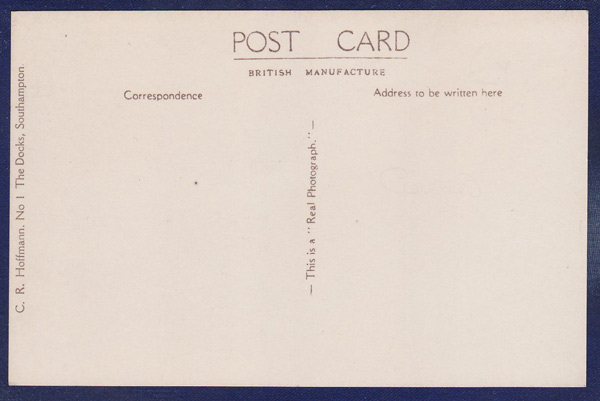 POST CARD
BRITISH MANUFACTURE
Correspondence
Address to be written here
— This is a "Real Photograph." —
C. R. Hoffmann. No 1 The Docks, Southampton